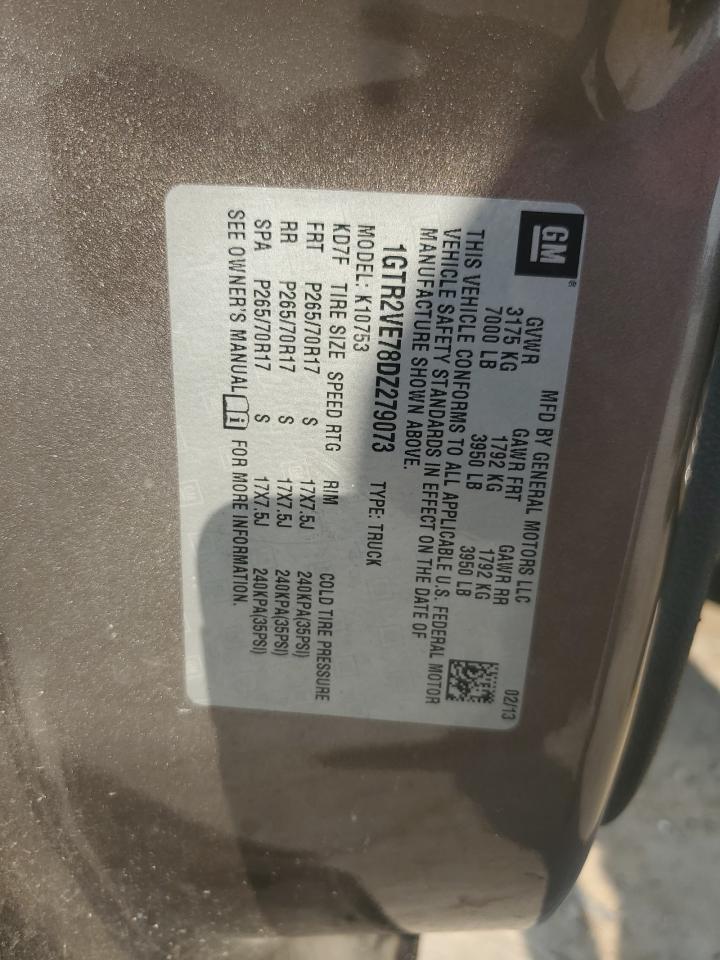 GM®
MFD BY GENERAL MOTORS LLC 02/13
GVWR GAWR FRT GAWR RR
3175 KG 1792 KG 1792 KG
7000 LB 3950 LB 3950 LB
THIS VEHICLE CONFORMS TO ALL APPLICABLE U.S. FEDERAL MOTOR
VEHICLE SAFETY STANDARDS IN EFFECT ON THE DATE OF
MANUFACTURE SHOWN ABOVE.
1GTR2VE78DZ279073 TYPE: TRUCK
MODEL: K10753
KD7F TIRE SIZE SPEED RTG RIM COLD TIRE PRESSURE
FRT P265/70R17 S 17X7.5J 240KPA(35PSI)
RR P265/70R17 S 17X7.5J 240KPA(35PSI)
SPA P265/70R17 S 17X7.5J 240KPA(35PSI)
SEE OWNER'S MANUAL FOR MORE INFORMATION.